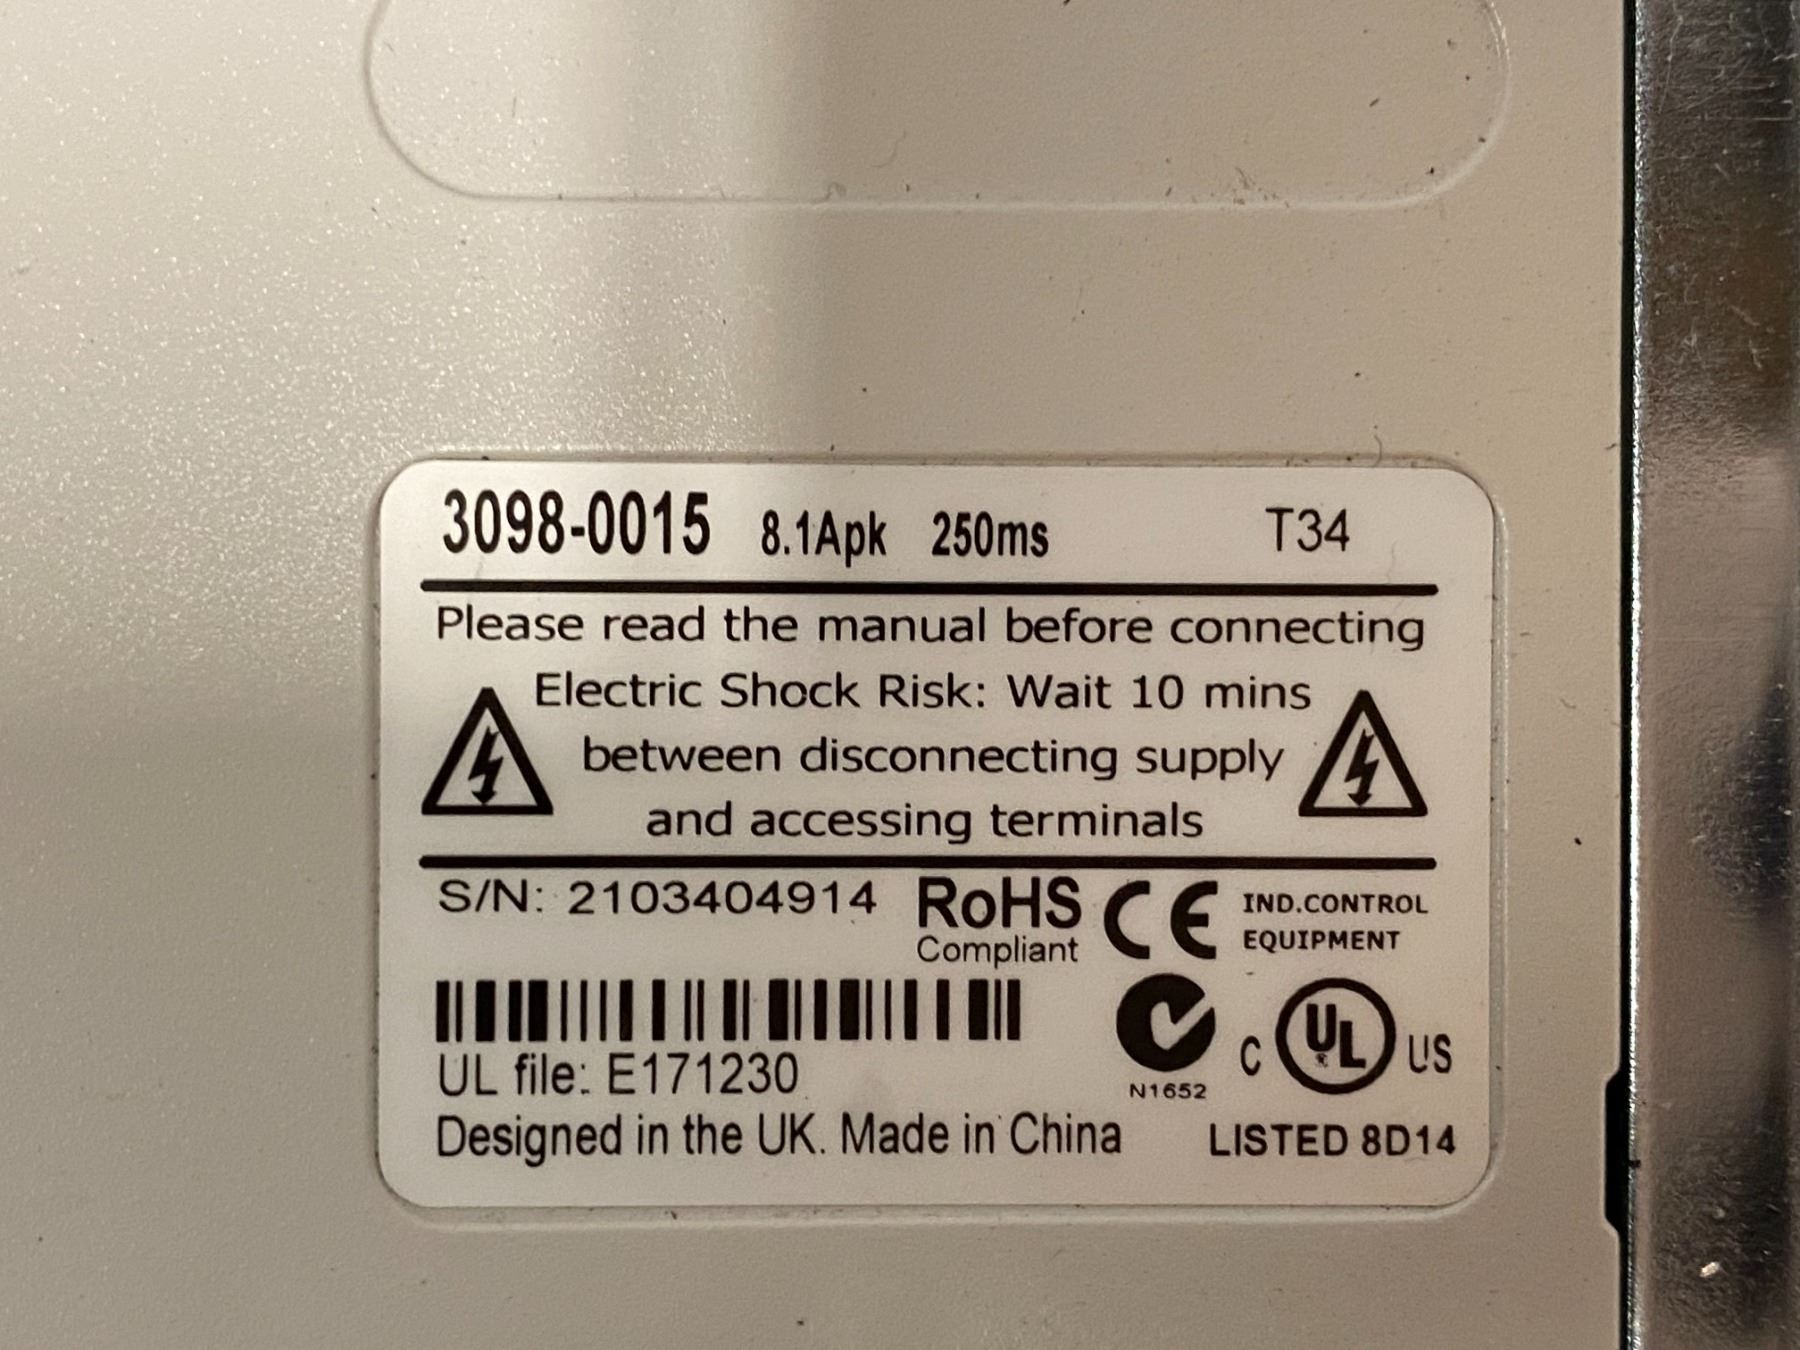 3098-0015 8.1Apk 250ms T34
Please read the manual before connecting
Electric Shock Risk: Wait 10 mins
between disconnecting supply
and accessing terminals
S/N: 2103404914 RoHS CE IND.CONTROL
Compliant EQUIPMENT
UL file: E171230 N1652 C UL US
Designed in the UK. Made in China LISTED 8D14